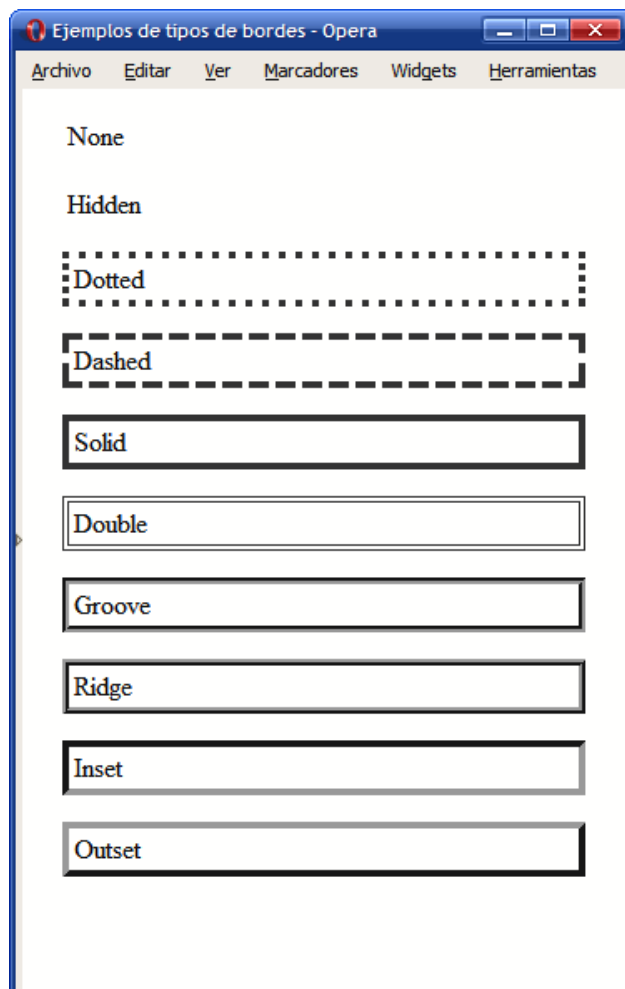 Ejemplos de tipos de bordes - Opera
Archivo Editar Ver Marcadores Widgets Herramientas
None
Hidden
Dotted
Dashed
Solid
Double
Groove
Ridge
Inset
Outset